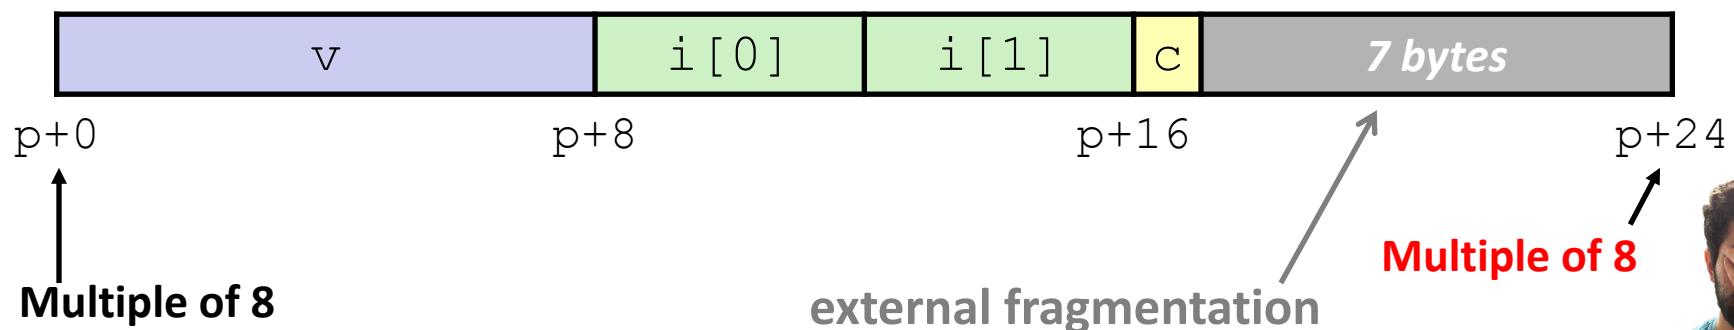 v i[0] i[1] c 7 bytes
p+0 p+8 p+16 p+24
Multiple of 8
Multiple of 8 external fragmentation